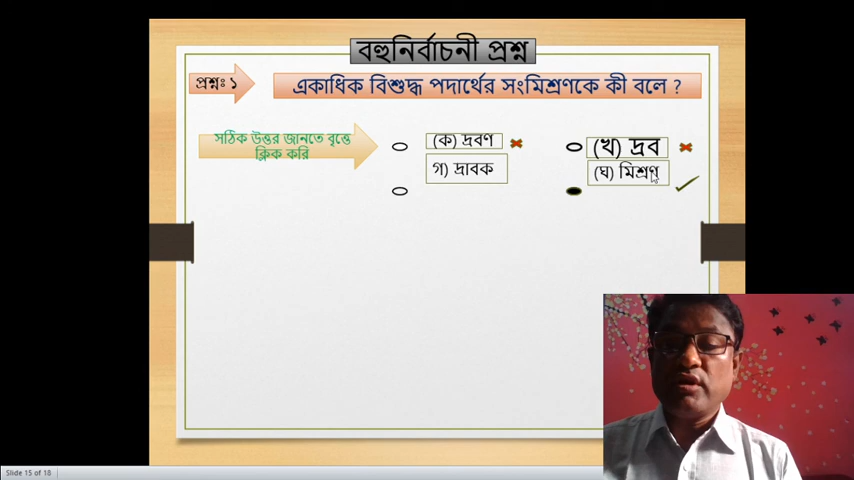 বহুনির্বাচনী প্রশ্ন
প্রশ্নঃ ১
একাধিক বিশুদ্ধ পদার্থের সংমিশ্রণকে কী বলে ?
সঠিক উত্তর জানতে বৃত্তে
ক্লিক করি
(ক) দ্রবণ
(খ) দ্রব
গ) দ্রাবক
(ঘ) মিশ্রণ
Slide 15 of 18